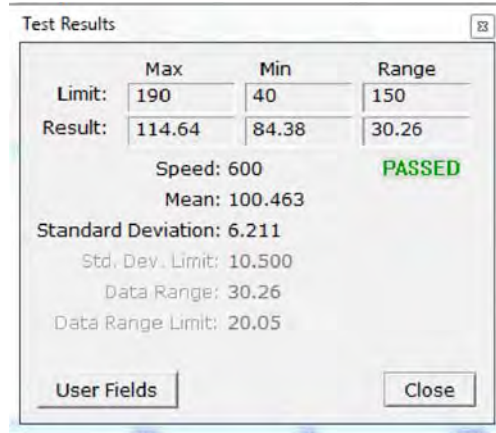 Test Results
Max Min Range
Limit: 190 40 150
Result: 114.64 84.38 30.26
Speed: 600 PASSED
Mean: 100.463
Standard Deviation: 6.211
Std. Dev. Limit: 10.500
Data Range: 30.26
Data Range Limit: 20.05
User Fields Close